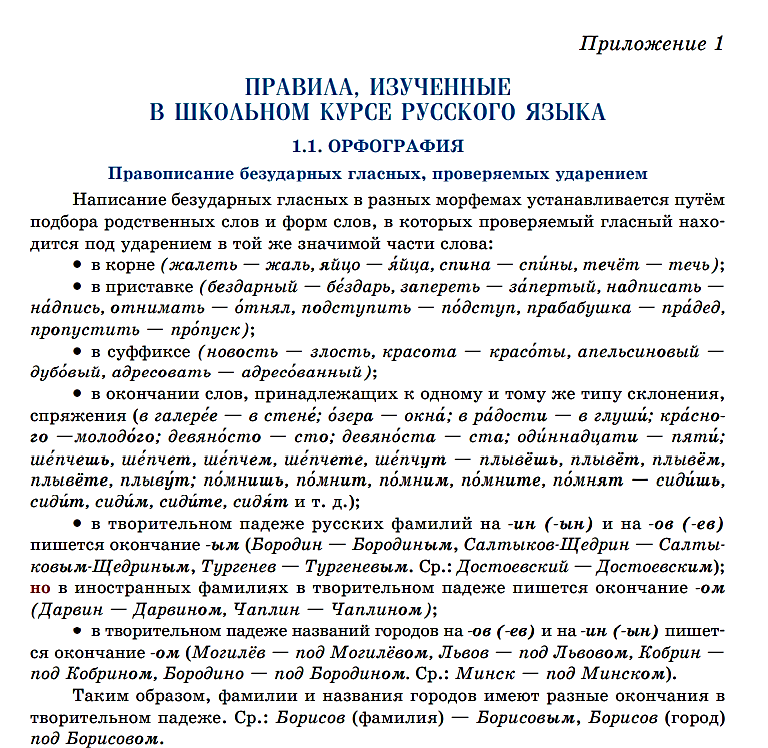 Приложение 1
ПРАВИЛА, ИЗУЧЕННЫЕ
В ШКОЛЬНОМ КУРСЕ РУССКОГО ЯЗЫКА
1.1. ОРФОГРАФИЯ
Правописание безударных гласных, проверяемых ударением
Написание безударных гласных в разных морфемах устанавливается путём
подбора родственных слов и форм слов, в которых проверяемый гласный нахо-
дится под ударением в той же значимой части слова:
• в корне (жалеть — жаль, яйцо — я́йца, спина — спи́ны, течёт — течь);
• в приставке (бездарный — бе́здарь, запереть — за́пертый, надписать —
на́дпись, отнимать — о́тнял, подступить — по́дступ, прабабушка — пра́дед,
пропустить — про́пуск);
• в суффиксе (новость — злость, красота — красо́ты, апельсиновый —
дубо́вый, адресовать — адресо́ванный);
• в окончании слов, принадлежащих к одному и тому же типу склонения,
спряжения (в галере́е — в стене́; о́зера — окна́; в ра́дости — в глуши́; кра́сно-
го —молодо́го; девяно́сто — сто; девяно́ста — ста; оди́ннадцати — пяти́;
ше́пчешь, ше́пчет, ше́пчем, ше́пчете, ше́пчут — плывёшь, плывёт, плывём,
плывёте, плыву́т; по́мнишь, по́мнит, по́мним, по́мните, по́мнят — сиди́шь,
сиди́т, сиди́м, сиди́те, сидя́т и т. д.);
• в творительном падеже русских фамилий на -ин (-ын) и на -ов (-ев)
пишется окончание -ым (Бородин — Бородиным, Салтыков-Щедрин — Салты-
ковым-Щедриным, Тургенев — Тургеневым. Ср.: Достоевский — Достоевским);
но в иностранных фамилиях в творительном падеже пишется окончание -ом
(Дарвин — Дарвином, Чаплин — Чаплином);
• в творительном падеже названий городов на -ов (-ев) и на -ин (-ын) пишет-
ся окончание -ом (Могилёв — под Могилёвом, Львов — под Львовом, Кобрин —
под Кобрином, Бородино — под Бородином. Ср.: Минск — под Минском).
Таким образом, фамилии и названия городов имеют разные окончания в
творительном падеже. Ср.: Борисов (фамилия) — Борисовым, Борисов (город)
под Борисовом.